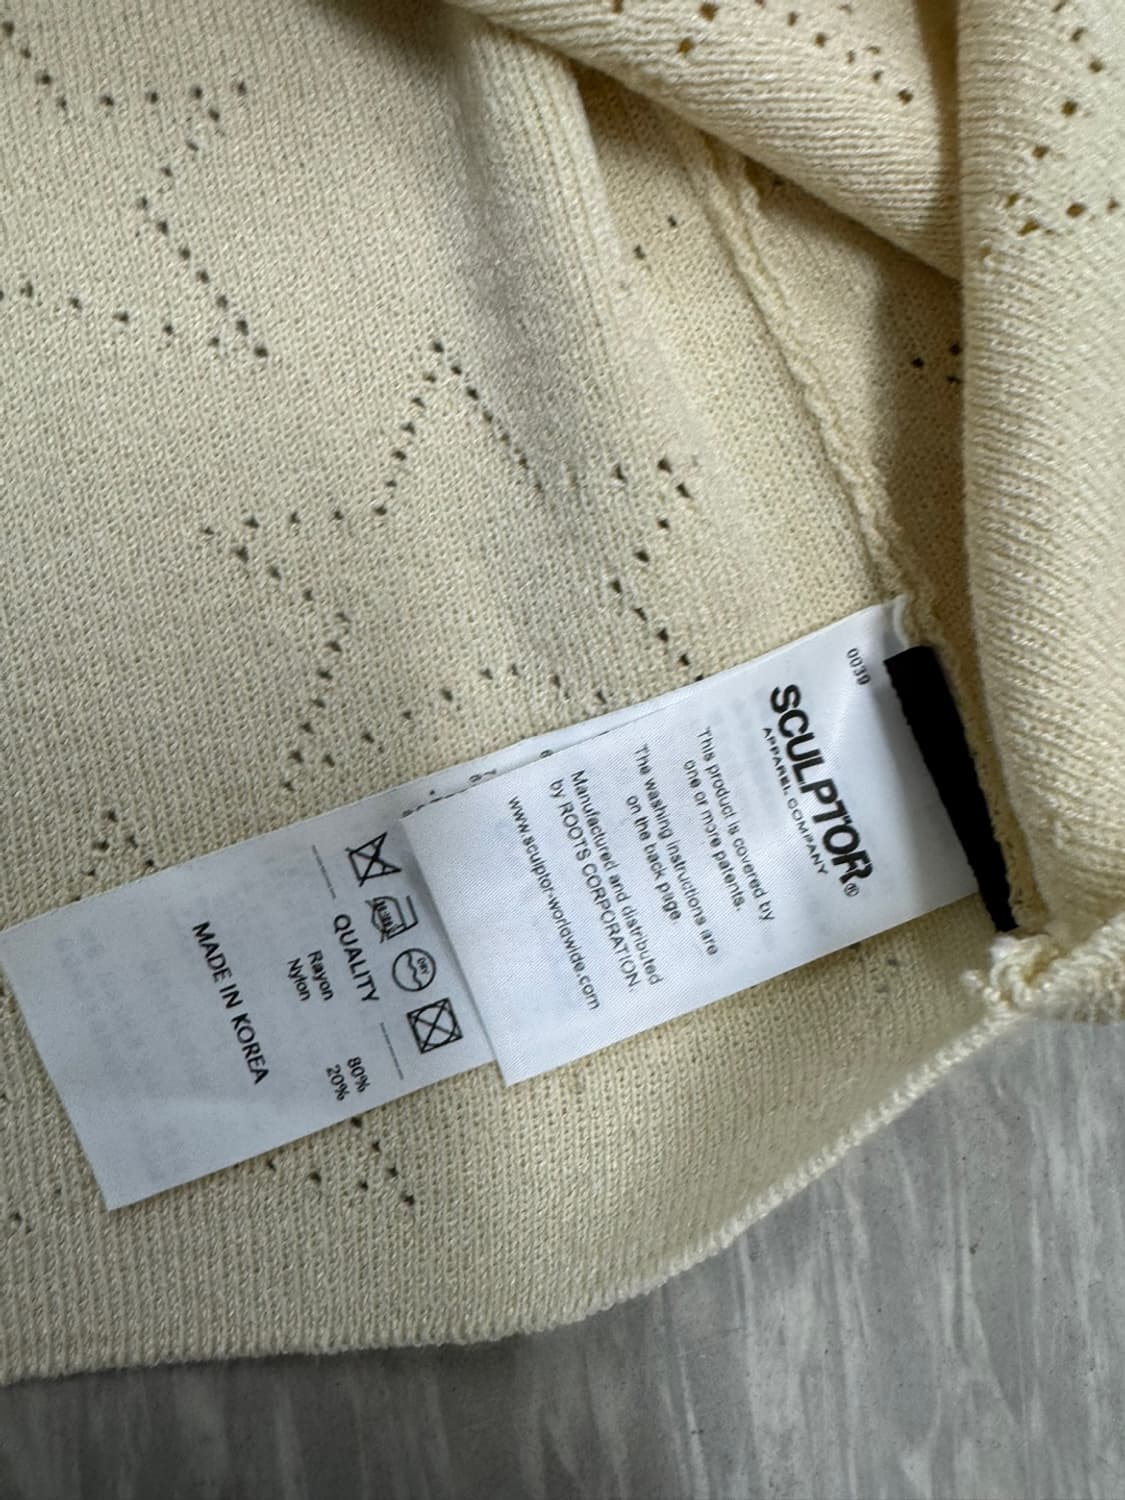 0039
SCULPTOR®
APPAREL COMPANY
This product is covered by
one or more patents.
The washing instructions are
on the back page.
Manufactured and distributed
by ROOTS CORPORATION.
www.sculptor-worldwide.com
DRY
QUALITY
Rayon 80%
Nylon 20%
MADE IN KOREA